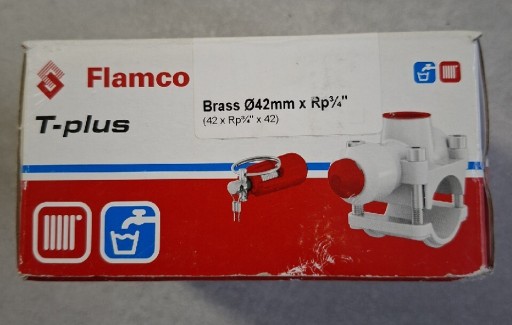 Flamco
T-plus
Brass Ø42mm x Rp¾"
(42 x Rp¾" x 42)